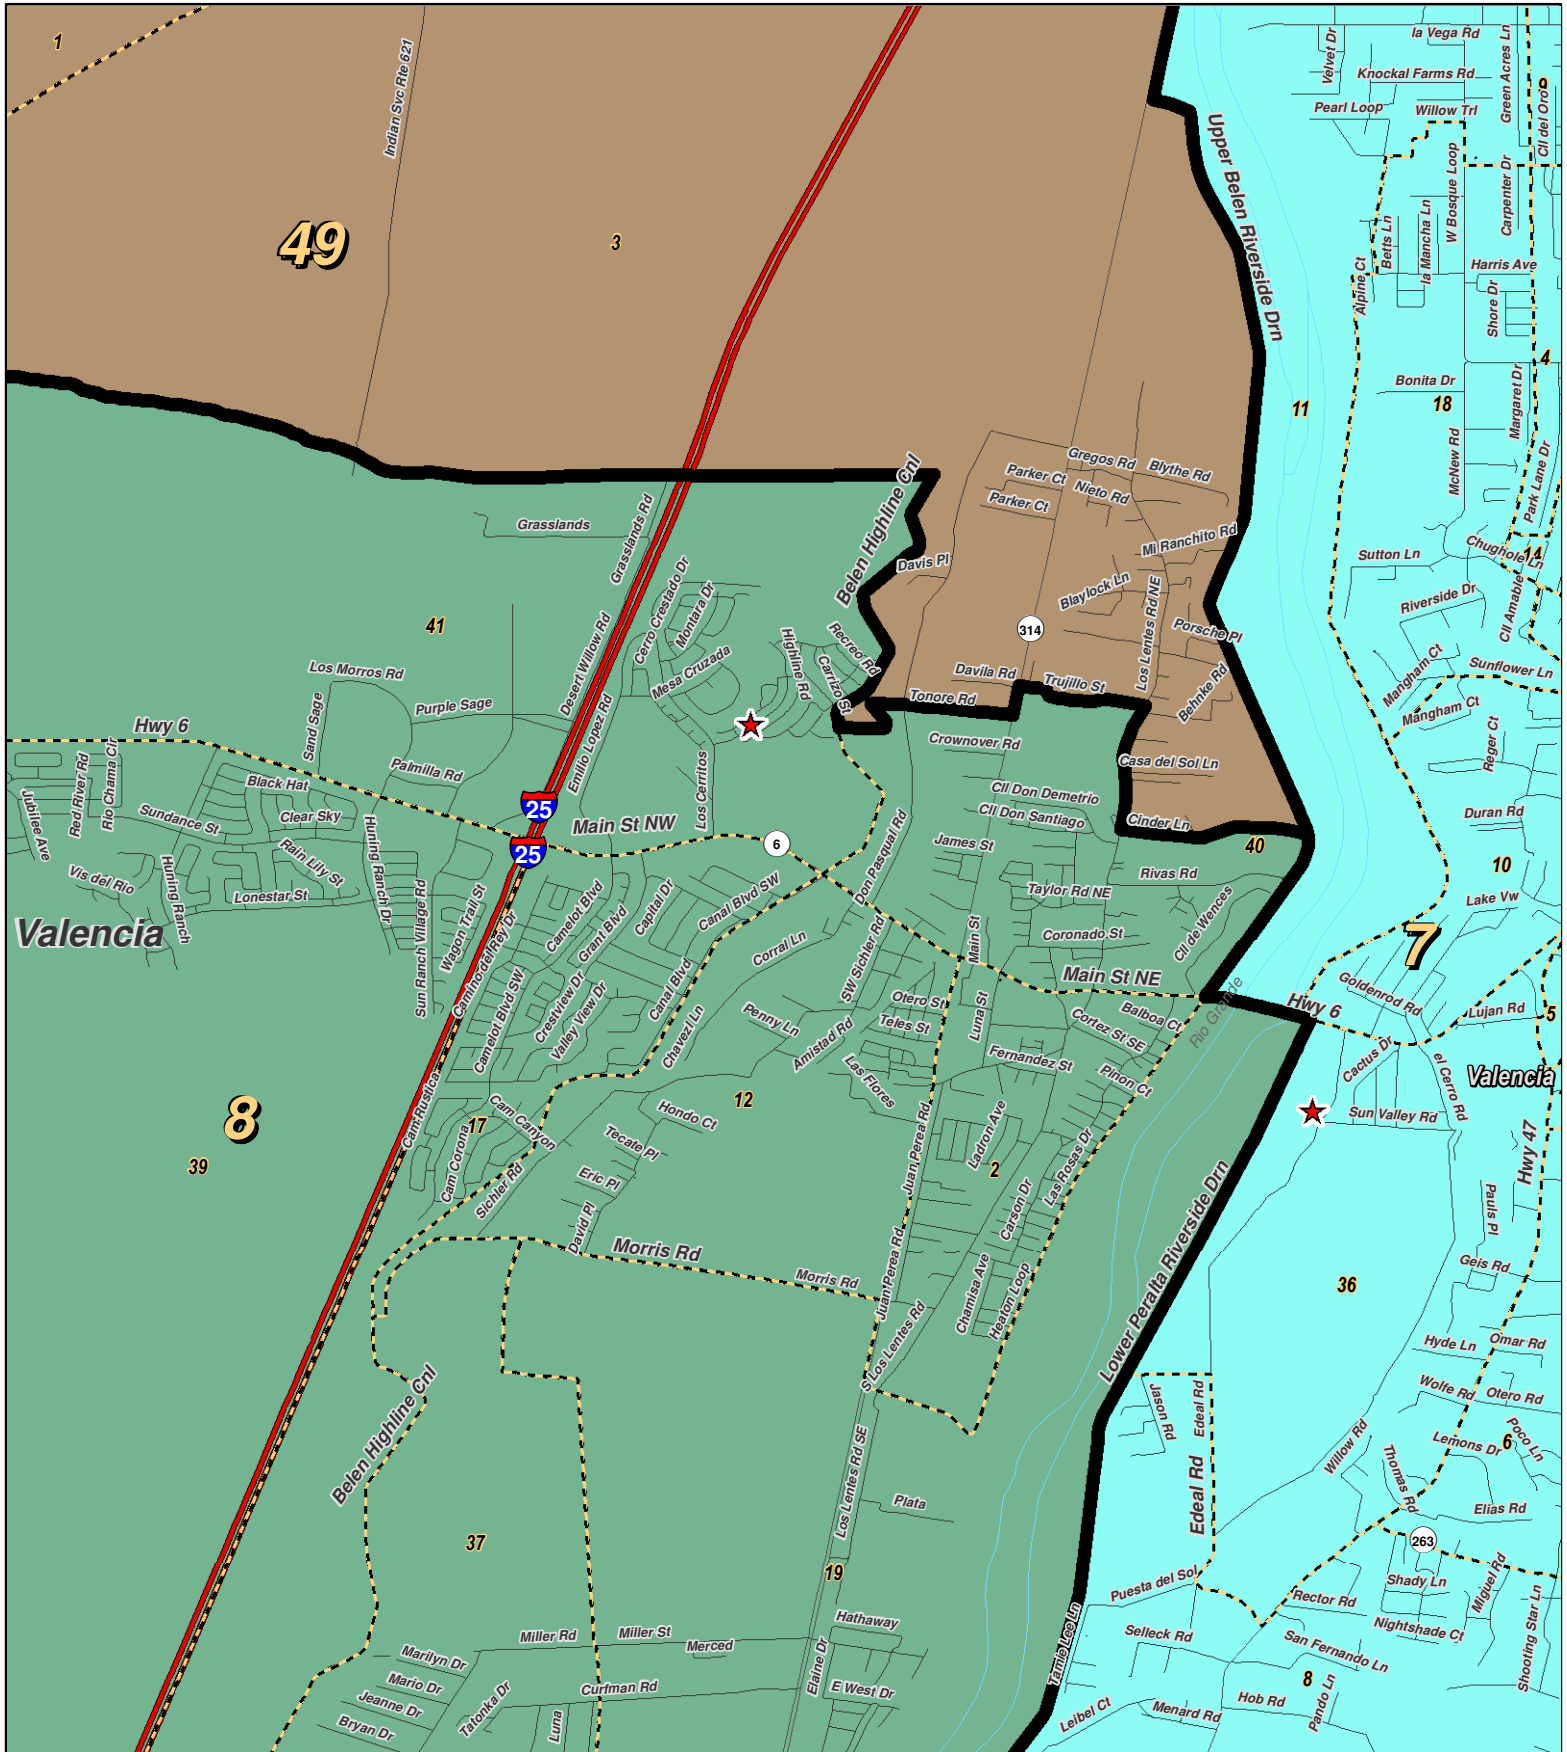 1
Indian Svc Rte 621
49
3
Upper Belen Riverside Drn
Velvet Dr
la Vega Rd
Green Acres Ln
Knockal Farms Rd
9
Pearl Loop
Willow Trl
Cll del Oro
W Bosque Loop
Carpenter Dr
Betts Ln
la Mancha Ln
Alpine Ct
Harris Ave
Shore Dr
4
Bonita Dr
11
18
Margaret Dr
McNew Rd
Park Lane Dr
14
Chughole Ln
Sutton Ln
Riverside Dr
Cll Amable
Mangham Ct
Sunflower Ln
Mangham Ct
Reger Ct
Duran Rd
10
Lake Vw
7
Gregos Rd
Blythe Rd
Parker Ct
Nieto Rd
Parker Ct
Mi Ranchito Rd
Davis Pl
Blaylock Ln
Los Lentes Rd NE
314
Porsche Pl
Davila Rd
Trujillo St
Behnke Rd
Tonore Rd
Belen Highline Cnl
Grasslands
Grasslands Rd
41
Cerro Crestado Dr
Montara Dr
Desert Willow Rd
Mesa Cruzada
Highline Rd
Recreo Rd
Carrizo St
Los Morros Rd
Purple Sage
Sand Sage
Hwy 6
Emilio Lopez Rd
Crownover Rd
Casa del Sol Ln
Red River Rd
Rio Chama Cir
Jubilee Ave
Black Hat
Palmilla Rd
Los Cerritos
Cll Don Demetrio
Cll Don Santiago
Cinder Ln
25
Sundance St
Clear Sky
Main St NW
6
James St
40
25
Rain Lily St
Huning Ranch Dr
Huning Ranch
Vis del Rio
Lonestar St
Don Pasqual Rd
Rivas Rd
Taylor Rd NE
Valencia
Sun Ranch Village Rd
Wagon Trail St
Camino del Rey Dr
Camelot Blvd
Grant Blvd
Capital Dr
Canal Blvd SW
Corral Ln
SW Sichler Rd
Main St
Coronado St
Cll de Wences
Main St NE
Camelot Blvd SW
Crestview Dr
Valley View Dr
Canal Blvd
Chavezl Ln
Penny Ln
Amistad Rd
Otero St
Teles St
Luna St
Balboa Ct
Cortez St SE
Rio Grande
Hwy 6
Goldenrod Rd
Lujan Rd
5
Fernandez St
Pinon Ct
Las Flores
Cactus Dr
el Cerro Rd
Valencia
Sun Valley Rd
8
39
Cam Rustica
17
Cam Canyon
Cam Corona
Sichler Rd
12
Hondo Ct
Tecate Pl
Eric Pl
David Pl
Juan Perea Rd
Ladron Ave
2
Las Rosas Dr
Carson Dr
Hwy 47
Pauls Pl
Lower Peralta Riverside Drn
Morris Rd
Morris Rd
Juan Perea Rd
Chamisa Ave
Heaton Loop
36
Geis Rd
S Los Lentes Rd
Hyde Ln
Omar Rd
Wolfe Rd
Otero Rd
Jason Rd
Edeal Rd
Belen Highline Cnl
Willow Rd
Lemons Dr
6
Poco Ln
Thomas Rd
Edeal Rd
Elias Rd
Los Lentes Rd SE
Plata
37
19
263
Puesta del Sol
Shady Ln
Miguel Rd
Rector Rd
Nightshade Ct
Shooting Star Ln
Hathaway
Miller Rd
Miller St
Merced
Elaine Dr
Tamie Lee Ln
Selleck Rd
San Fernando Ln
8
Marilyn Dr
Mario Dr
Jeanne Dr
Bryan Dr
Tatonka Dr
Curfman Rd
Luna
E West Dr
Leibel Ct
Menard Rd
Hob Rd
Pando Ln